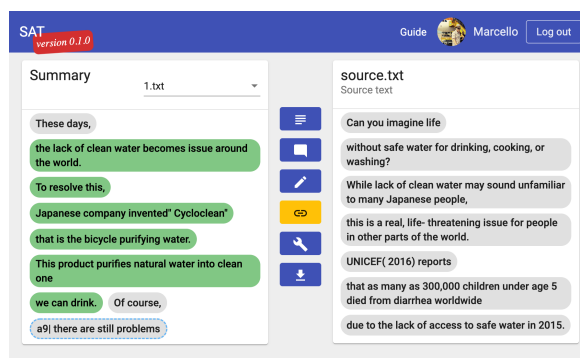 SAT
version 0.1.0
Guide
Marcello
Log out
Summary
1.txt
These days,
the lack of clean water becomes issue around
the world.
To resolve this,
Japanese company invented" Cycloclean"
that is the bicycle purifying water.
This product purifies natural water into clean
one
we can drink.
Of course,
a9| there are still problems
source.txt
Source text
Can you imagine life
without safe water for drinking, cooking, or
washing?
While lack of clean water may sound unfamiliar
to many Japanese people,
this is a real, life- threatening issue for people
in other parts of the world.
UNICEF( 2016) reports
that as many as 300,000 children under age 5
died from diarrhea worldwide
due to the lack of access to safe water in 2015.